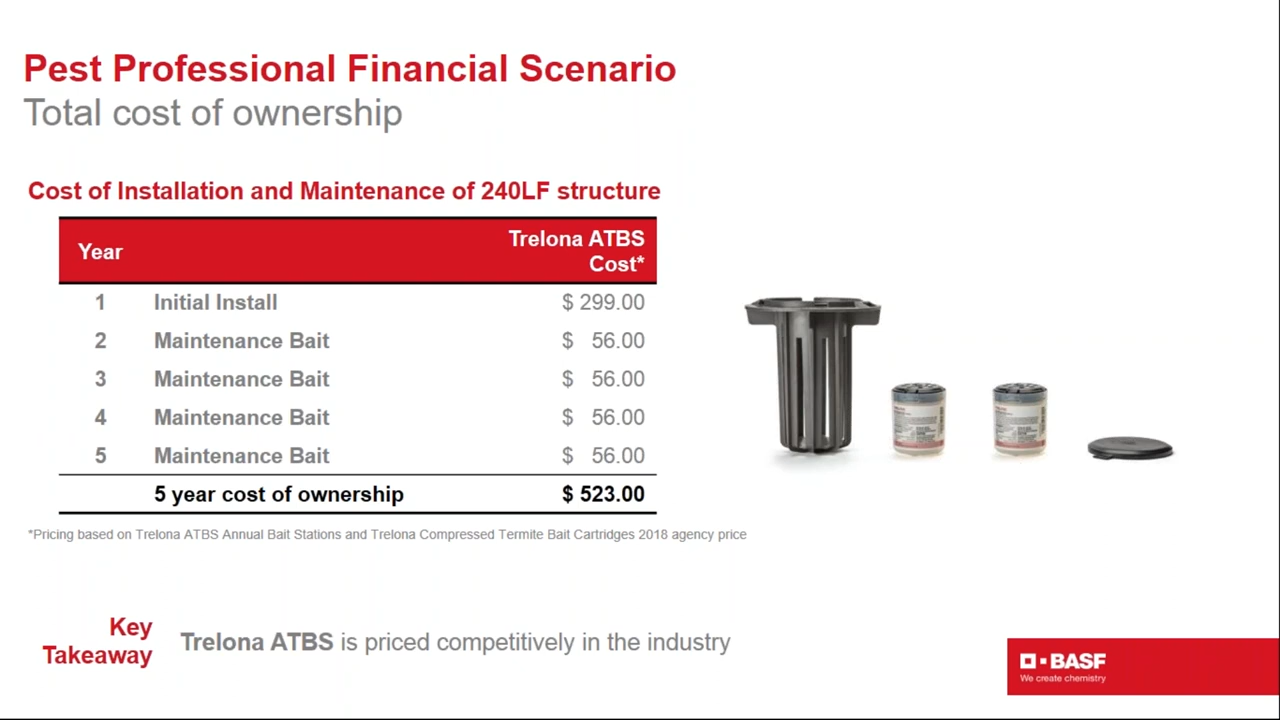 Pest Professional Financial Scenario
Total cost of ownership
Cost of Installation and Maintenance of 240LF structure
Year Trelona ATBS Cost*
1 Initial Install $ 299.00
2 Maintenance Bait $ 56.00
3 Maintenance Bait $ 56.00
4 Maintenance Bait $ 56.00
5 Maintenance Bait $ 56.00
5 year cost of ownership $ 523.00
*Pricing based on Trelona ATBS Annual Bait Stations and Trelona Compressed Termite Bait Cartridges 2018 agency price
Key Takeaway
Trelona ATBS is priced competitively in the industry
BASF
We create chemistry